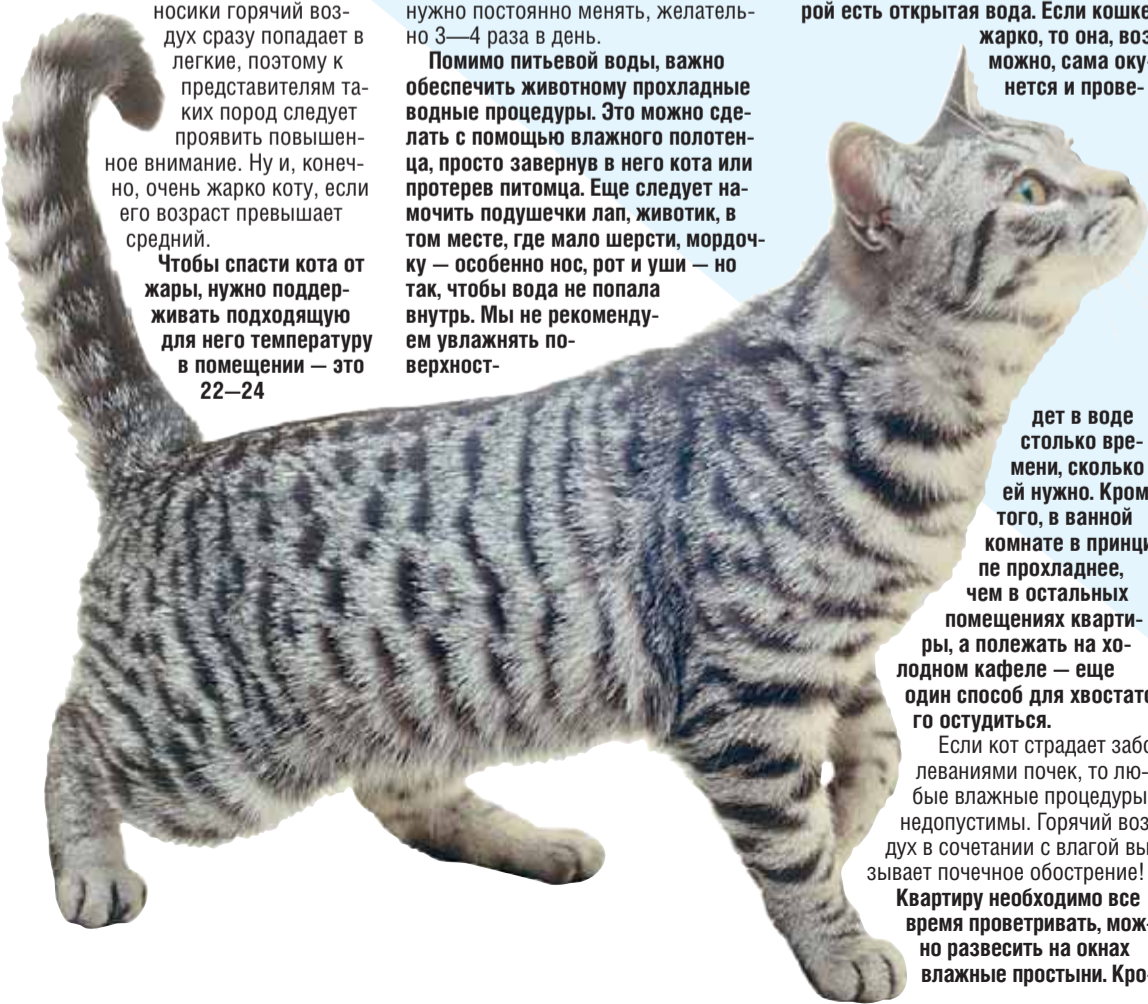 носики горячий воз-
дух сразу попадает в
легкие, поэтому к
представителям та-
ких пород следует
проявить повышен-
ное внимание. Ну и, конеч-
но, очень жарко коту, если
его возраст превышает
средний.
Чтобы спасти кота от
жары, нужно поддер-
живать подходящую
для него температуру
в помещении — это
22—24
нужно постоянно менять, желатель-
но 3—4 раза в день.
Помимо питьевой воды, важно
обеспечить животному прохладные
водные процедуры. Это можно сде-
лать с помощью влажного полотен-
ца, просто завернув в него кота или
протерев питомца. Еще следует на-
мочить подушечки лап, животик, в
том месте, где мало шерсти, мордоч-
ку — особенно нос, рот и уши — но
так, чтобы вода не попала
внутрь. Мы не рекоменду-
ем увлажнять по-
верхност-
рой есть открытая вода. Если кошке
жарко, то она, воз
можно, сама оку-
нется и прове-
дет в воде
столько вре-
мени, сколько
ей нужно. Кром
того, в ванной
комнате в принци
пе прохладнее,
чем в остальных
помещениях кварти-
ры, а полежать на хо-
лодном кафеле — еще
один способ для хвостато
го остудиться.
Если кот страдает забо
леваниями почек, то лю-
бые влажные процедуры
недопустимы. Горячий воз
дух в сочетании с влагой вы
зывает почечное обострение!
Квартиру необходимо все
время проветривать, мож-
но развесить на окнах
влажные простыни. Кро-